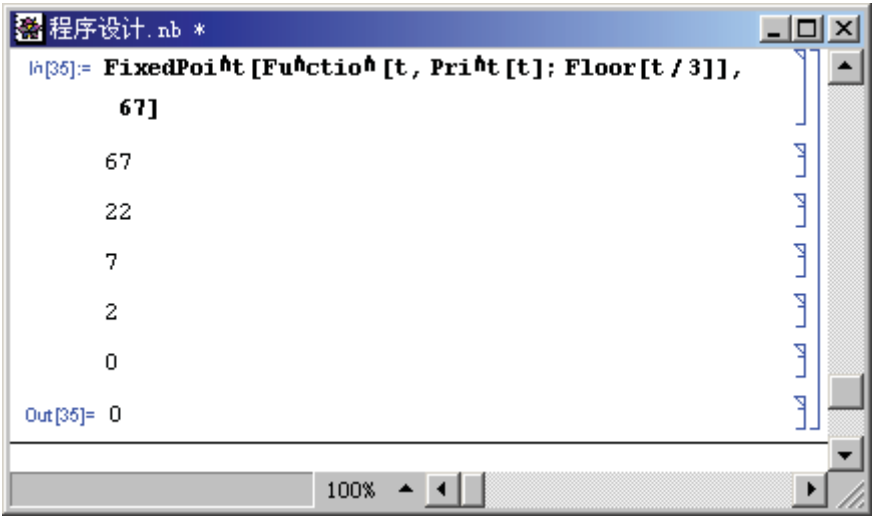 程序设计.nb *
In[35]:= FixedPoint[Function[t, Print[t]; Floor[t/3]],
67]
67
22
7
2
0
Out[35]= 0
100%